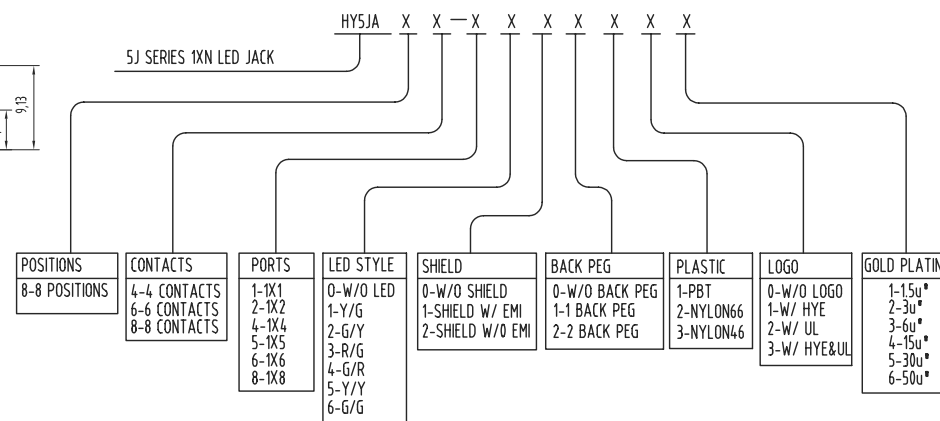 HY5JA X X - X X X X X X X
5J SERIES 1XN LED JACK
9,13
POSITIONS
8-8 POSITIONS
CONTACTS
4-4 CONTACTS
6-6 CONTACTS
8-8 CONTACTS
PORTS
1-1X1
2-1X2
4-1X4
5-1X5
6-1X6
8-1X8
LED STYLE
0-W/O LED
1-Y/G
2-G/Y
3-R/G
4-G/R
5-Y/Y
6-G/G
SHIELD
0-W/O SHIELD
1-SHIELD W/ EMI
2-SHIELD W/O EMI
BACK PEG
0-W/O BACK PEG
1-1 BACK PEG
2-2 BACK PEG
PLASTIC
1-PBT
2-NYLON66
3-NYLON46
LOGO
0-W/O LOGO
1-W/ HYE
2-W/ UL
3-W/ HYE&UL
GOLD PLATIN
1-1.5u"
2-3u"
3-6u"
4-15u"
5-30u"
6-50u"